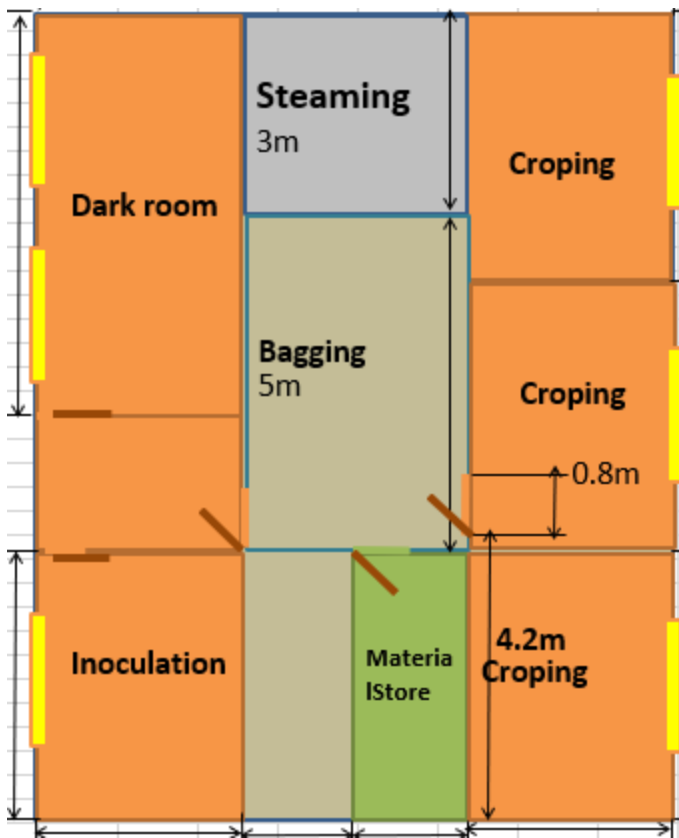 Steaming
3m
Croping
Dark room
Bagging
5m
Croping
0.8m
Inoculation
Materia
lStore
4.2m
Croping